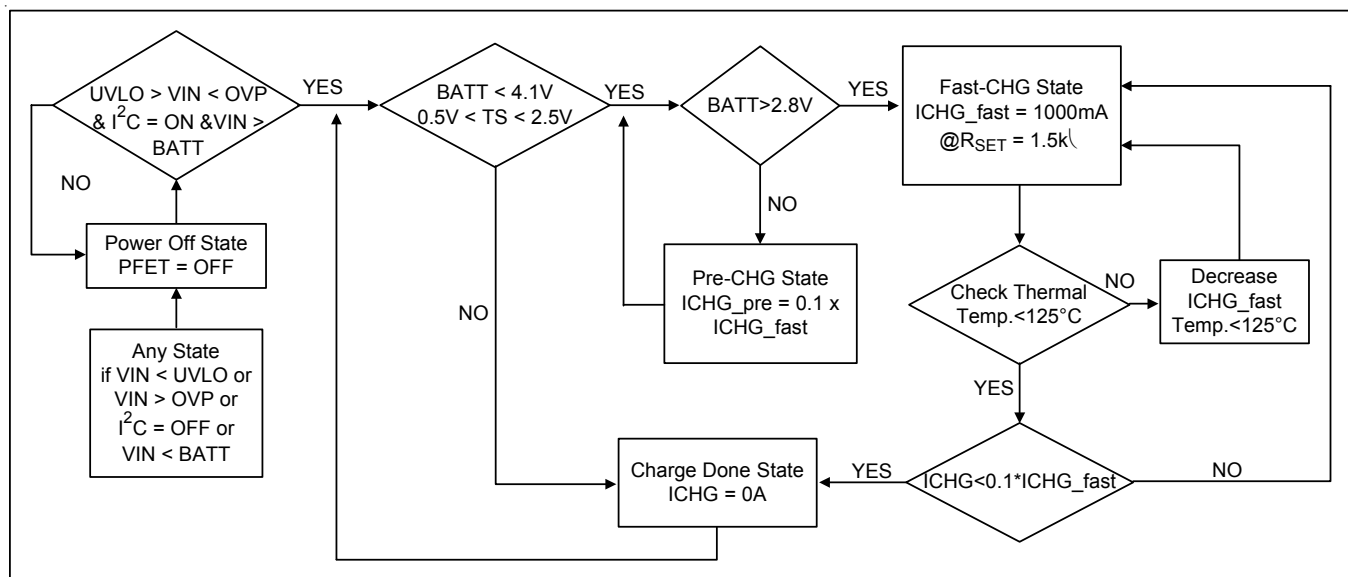 UVLO > VIN < OVP
& I²C = ON &VIN >
BATT
YES
NO
Power Off State
PFET = OFF
Any State
if VIN < UVLO or
VIN > OVP or
I²C = OFF or
VIN < BATT
BATT < 4.1V
0.5V < TS < 2.5V
YES
NO
BATT>2.8V
YES
NO
Pre-CHG State
ICHG_pre = 0.1 x
ICHG_fast
Fast-CHG State
ICHG_fast = 1000mA
@RSET = 1.5k(
Check Thermal
Temp.<125°C
NO
Decrease
ICHG_fast
Temp.<125°C
YES
ICHG<0.1*ICHG_fast
NO
YES
Charge Done State
ICHG = 0A